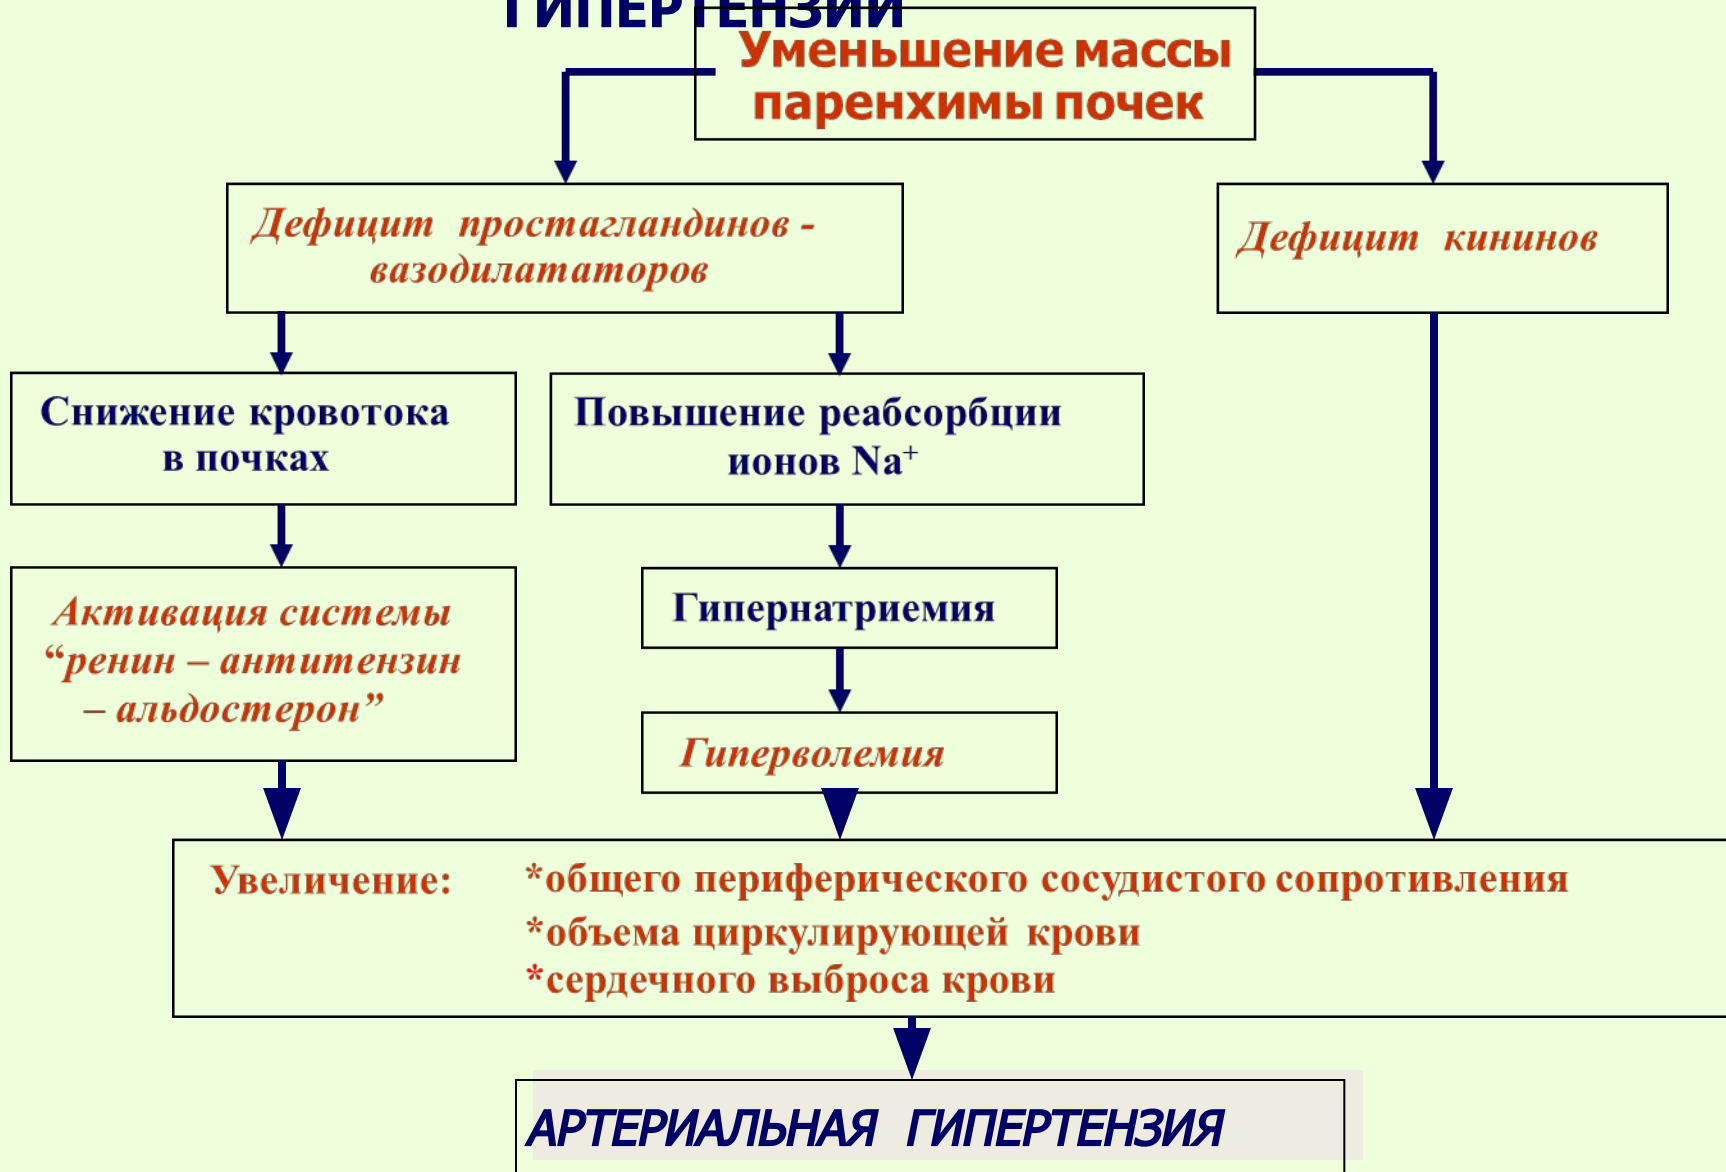 ГИПЕРТЕНЗИИ
Уменьшение массы
паренхимы почек
Дефицит простагландинов -
вазодилататоров
Дефицит кининов
Снижение кровотока
в почках
Повышение реабсорбции
ионов Na⁺
Активация системы
“ренин – антитензин
– альдостерон”
Гипернатриемия
Гиперволемия
Увеличение: *общего периферического сосудистого сопротивления
*объема циркулирующей крови
*сердечного выброса крови
АРТЕРИАЛЬНАЯ ГИПЕРТЕНЗИЯ